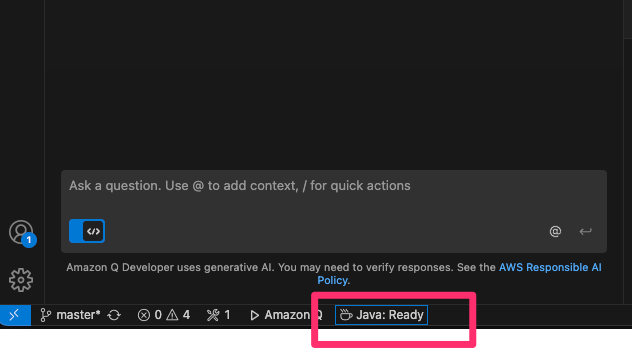 Ask a question. Use @ to add context, / for quick actions
</>
@
Amazon Q Developer uses generative AI. You may need to verify responses. See the AWS Responsible AI
Policy.
1
master* 0 4 1 Amazon Q Java: Ready